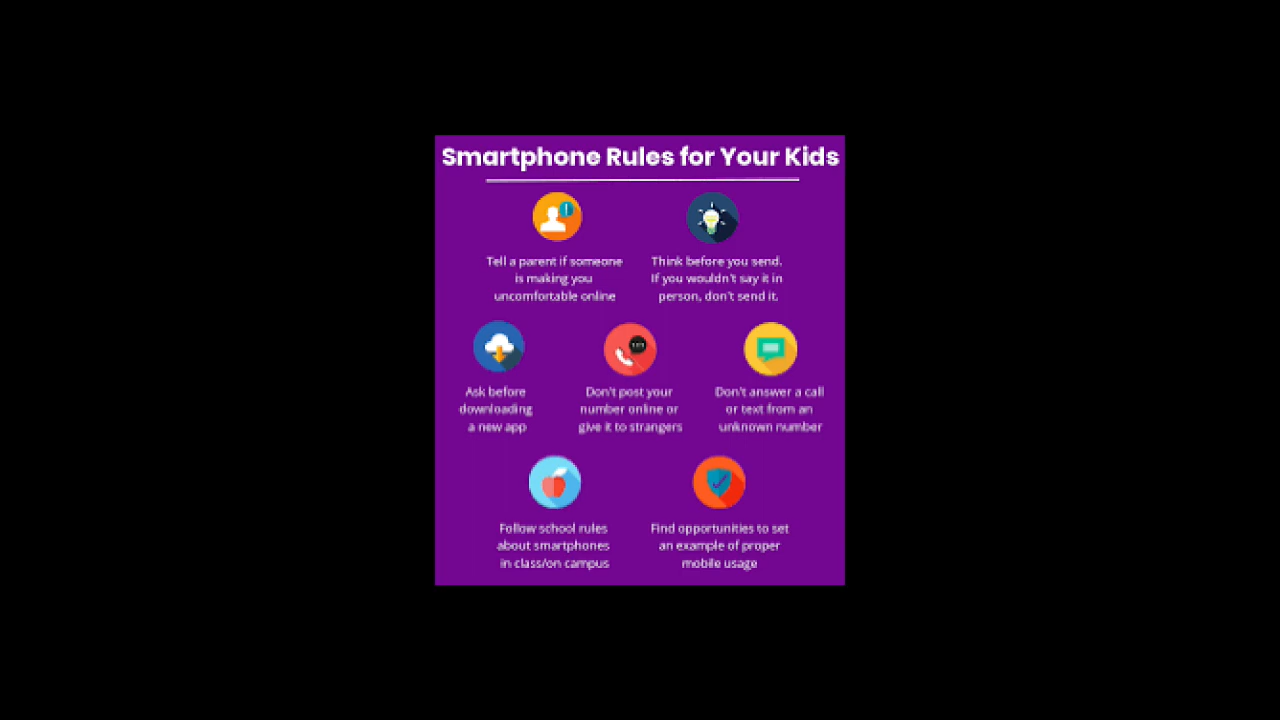 Smartphone Rules for Your Kids
Tell a parent if someone
is making you
uncomfortable online
Think before you send.
If you wouldn't say it in
person, don't send it.
Ask before
downloading
a new app
Don't post your
number online or
give it to strangers
Don't answer a call
or text from an
unknown number
Follow school rules
about smartphones
in class/on campus
Find opportunities to set
an example of proper
mobile usage